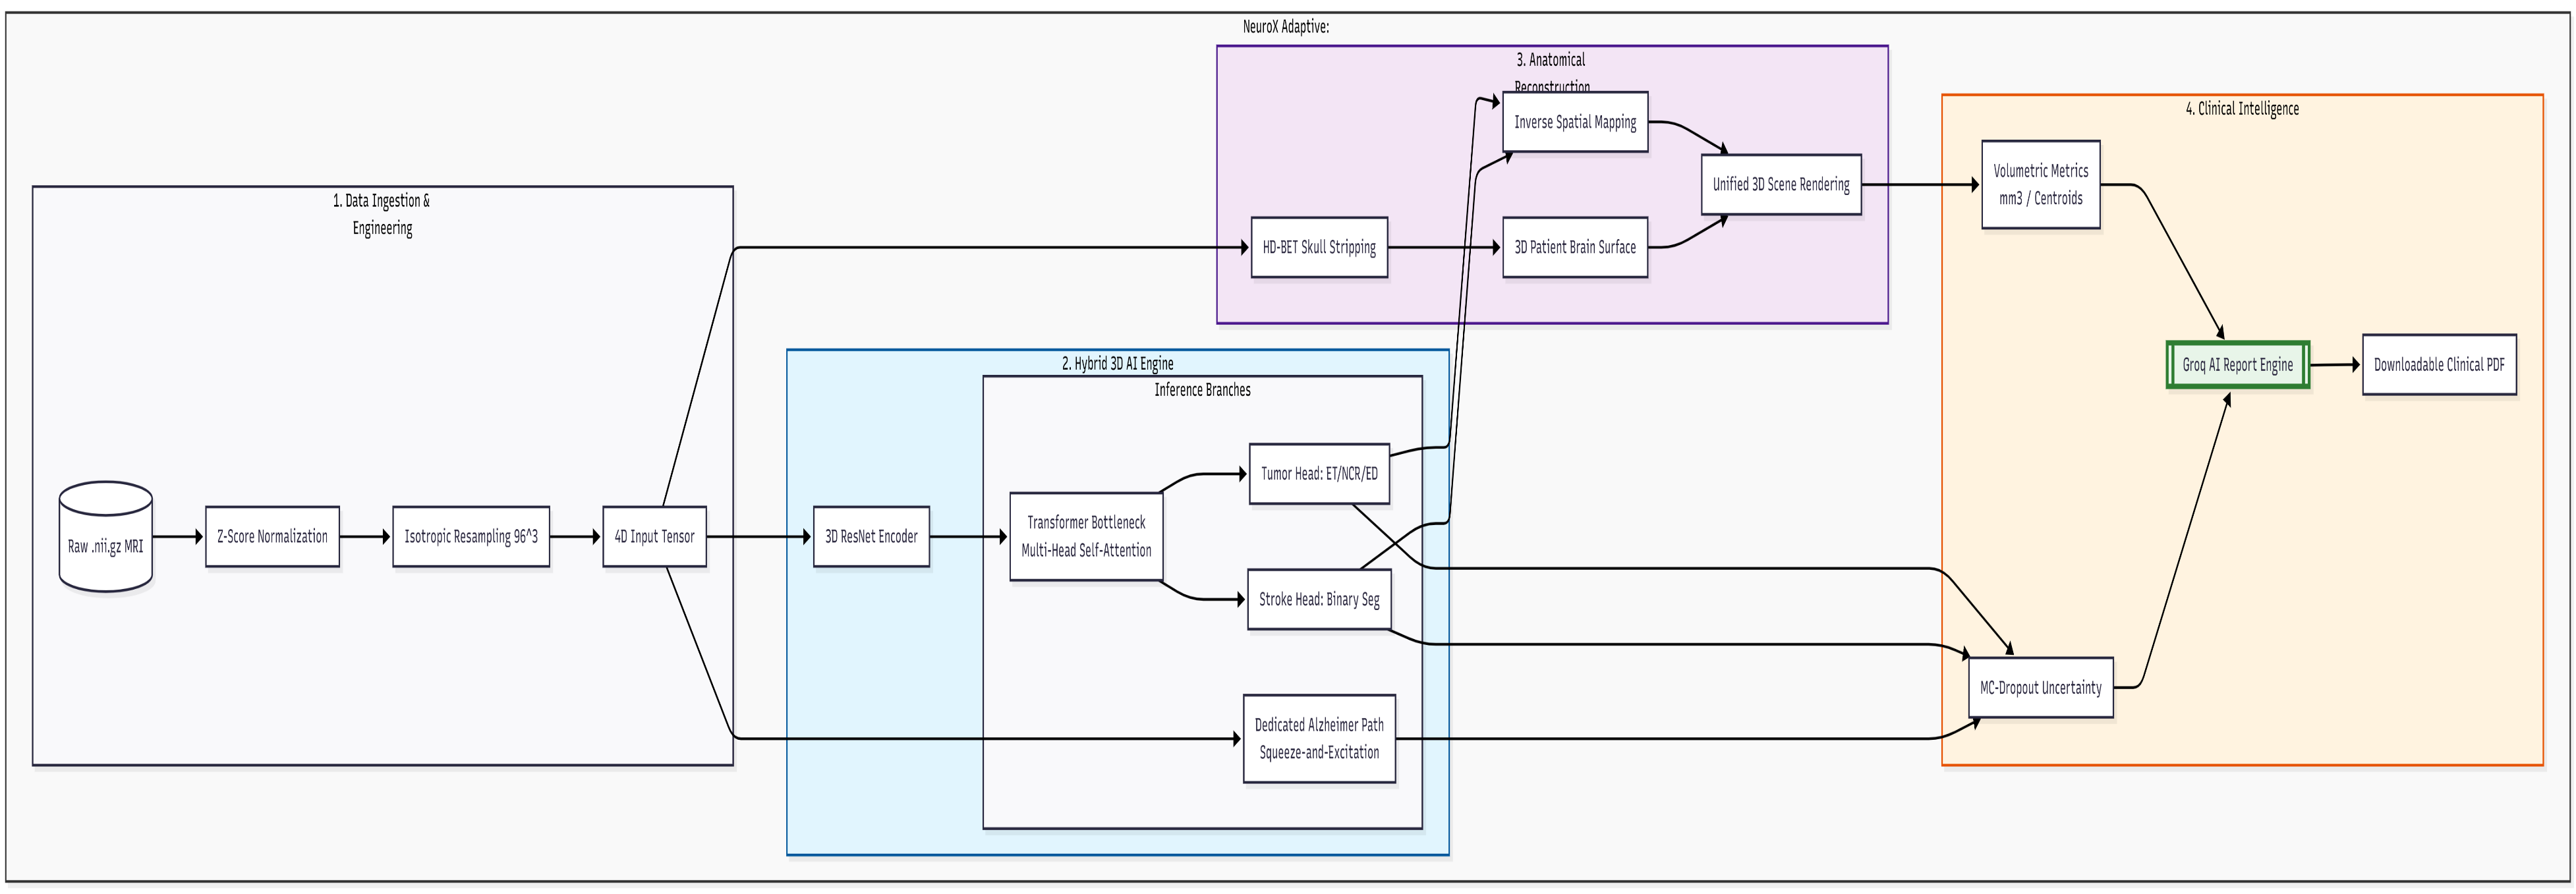 NeuroX Adaptive:
1. Data Ingestion &
Engineering
Raw .nii.gz MRI
Z-Score Normalization
Isotropic Resampling 96^3
4D Input Tensor
2. Hybrid 3D AI Engine
3D ResNet Encoder
Inference Branches
Transformer Bottleneck
Multi-Head Self-Attention
Tumor Head: ET/NCR/ED
Stroke Head: Binary Seg
Dedicated Alzheimer Path
Squeeze-and-Excitation
3. Anatomical
Reconstruction
Inverse Spatial Mapping
HD-BET Skull Stripping
3D Patient Brain Surface
Unified 3D Scene Rendering
4. Clinical Intelligence
Volumetric Metrics
mm3 / Centroids
MC-Dropout Uncertainty
Groq AI Report Engine
Downloadable Clinical PDF